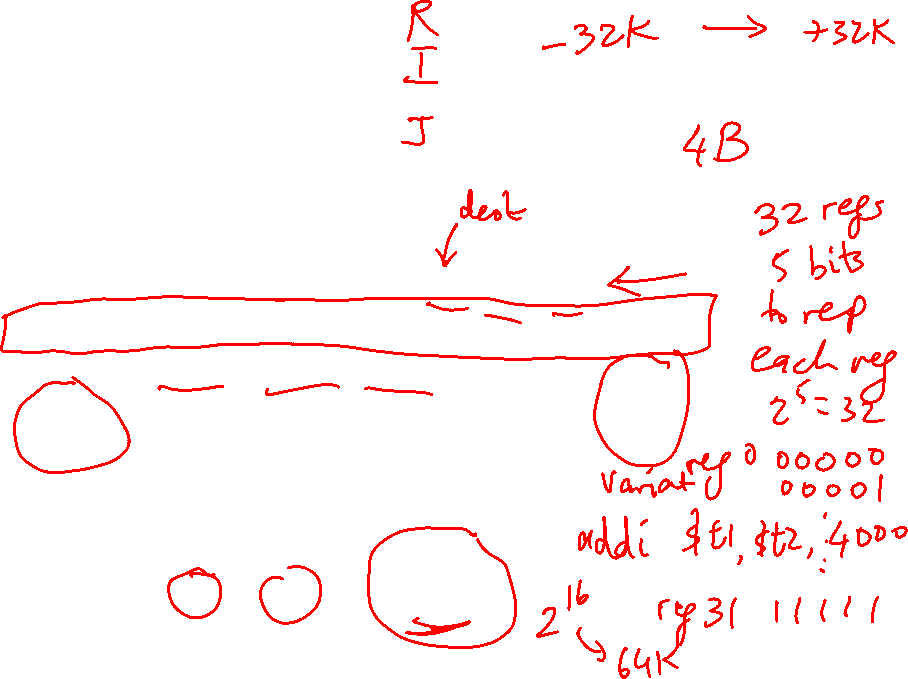 R
I
J
-32K → +32K
4B
dest
32 regs
5 bits
to rep
each reg
2^5 = 32
reg 0 00000
00001
addi $t1, $t2, 4000
reg 31 11111
2^16
64K